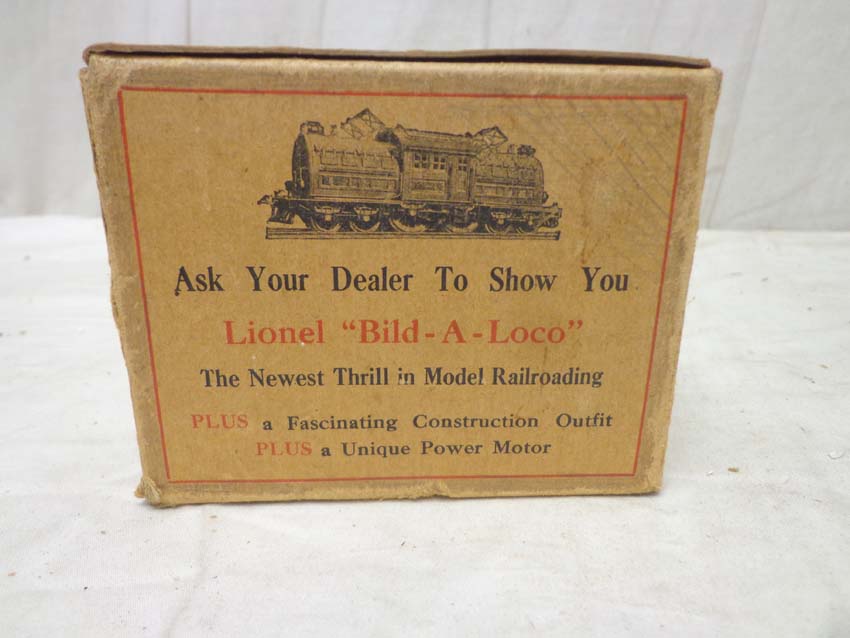 Ask Your Dealer To Show You
Lionel "Bild-A-Loco"
The Newest Thrill in Model Railroading
PLUS a Fascinating Construction Outfit
PLUS a Unique Power Motor